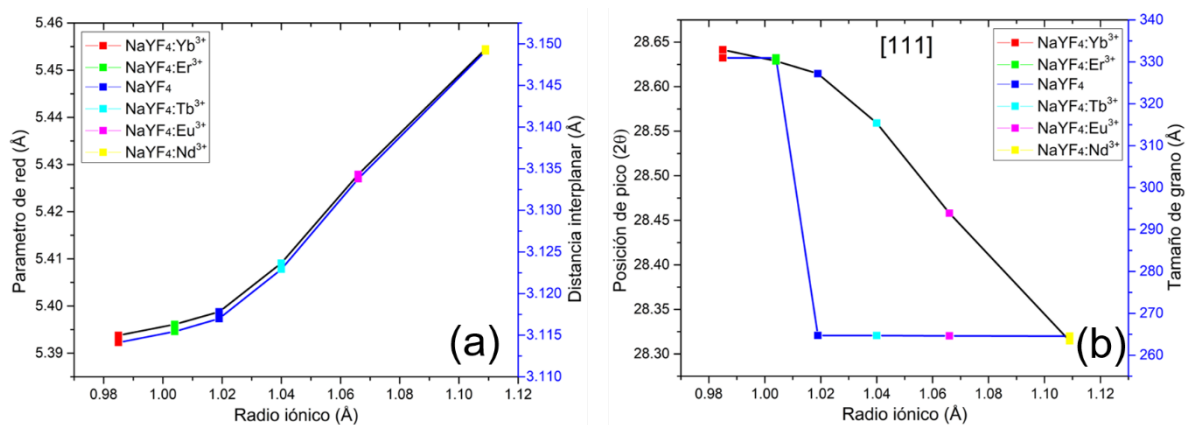 5.46
5.45
5.44
5.43
5.42
5.41
5.40
5.39
Parametro de red (Å)
NaYF₄:Yb³⁺
NaYF₄:Er³⁺
NaYF₄
NaYF₄:Tb³⁺
NaYF₄:Eu³⁺
NaYF₄:Nd³⁺
(a)
3.150
3.145
3.140
3.135
3.130
3.125
3.120
3.115
3.110
Distancia interplanar (Å)
0.98 1.00 1.02 1.04 1.06 1.08 1.10 1.12
Radio iónico (Å)
28.65
28.60
28.55
28.50
28.45
28.40
28.35
28.30
Posición de pico (2θ)
[111]
NaYF₄:Yb³⁺
NaYF₄:Er³⁺
NaYF₄
NaYF₄:Tb³⁺
NaYF₄:Eu³⁺
NaYF₄:Nd³⁺
(b)
340
330
320
310
300
290
280
270
260
Tamaño de grano (Å)
0.98 1.00 1.02 1.04 1.06 1.08 1.10 1.12
Radio iónico (Å)